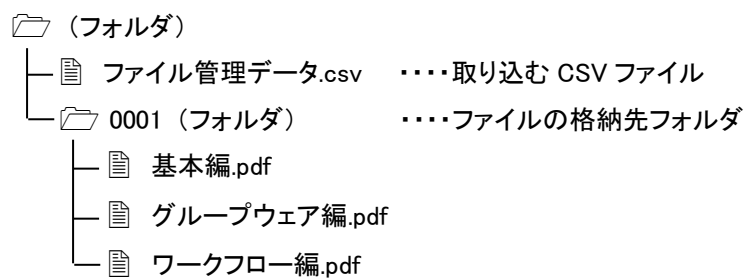 （フォルダ）
ファイル管理データ.csv ････取り込む CSV ファイル
0001（フォルダ） ････ファイルの格納先フォルダ
基本編.pdf
グループウェア編.pdf
ワークフロー編.pdf